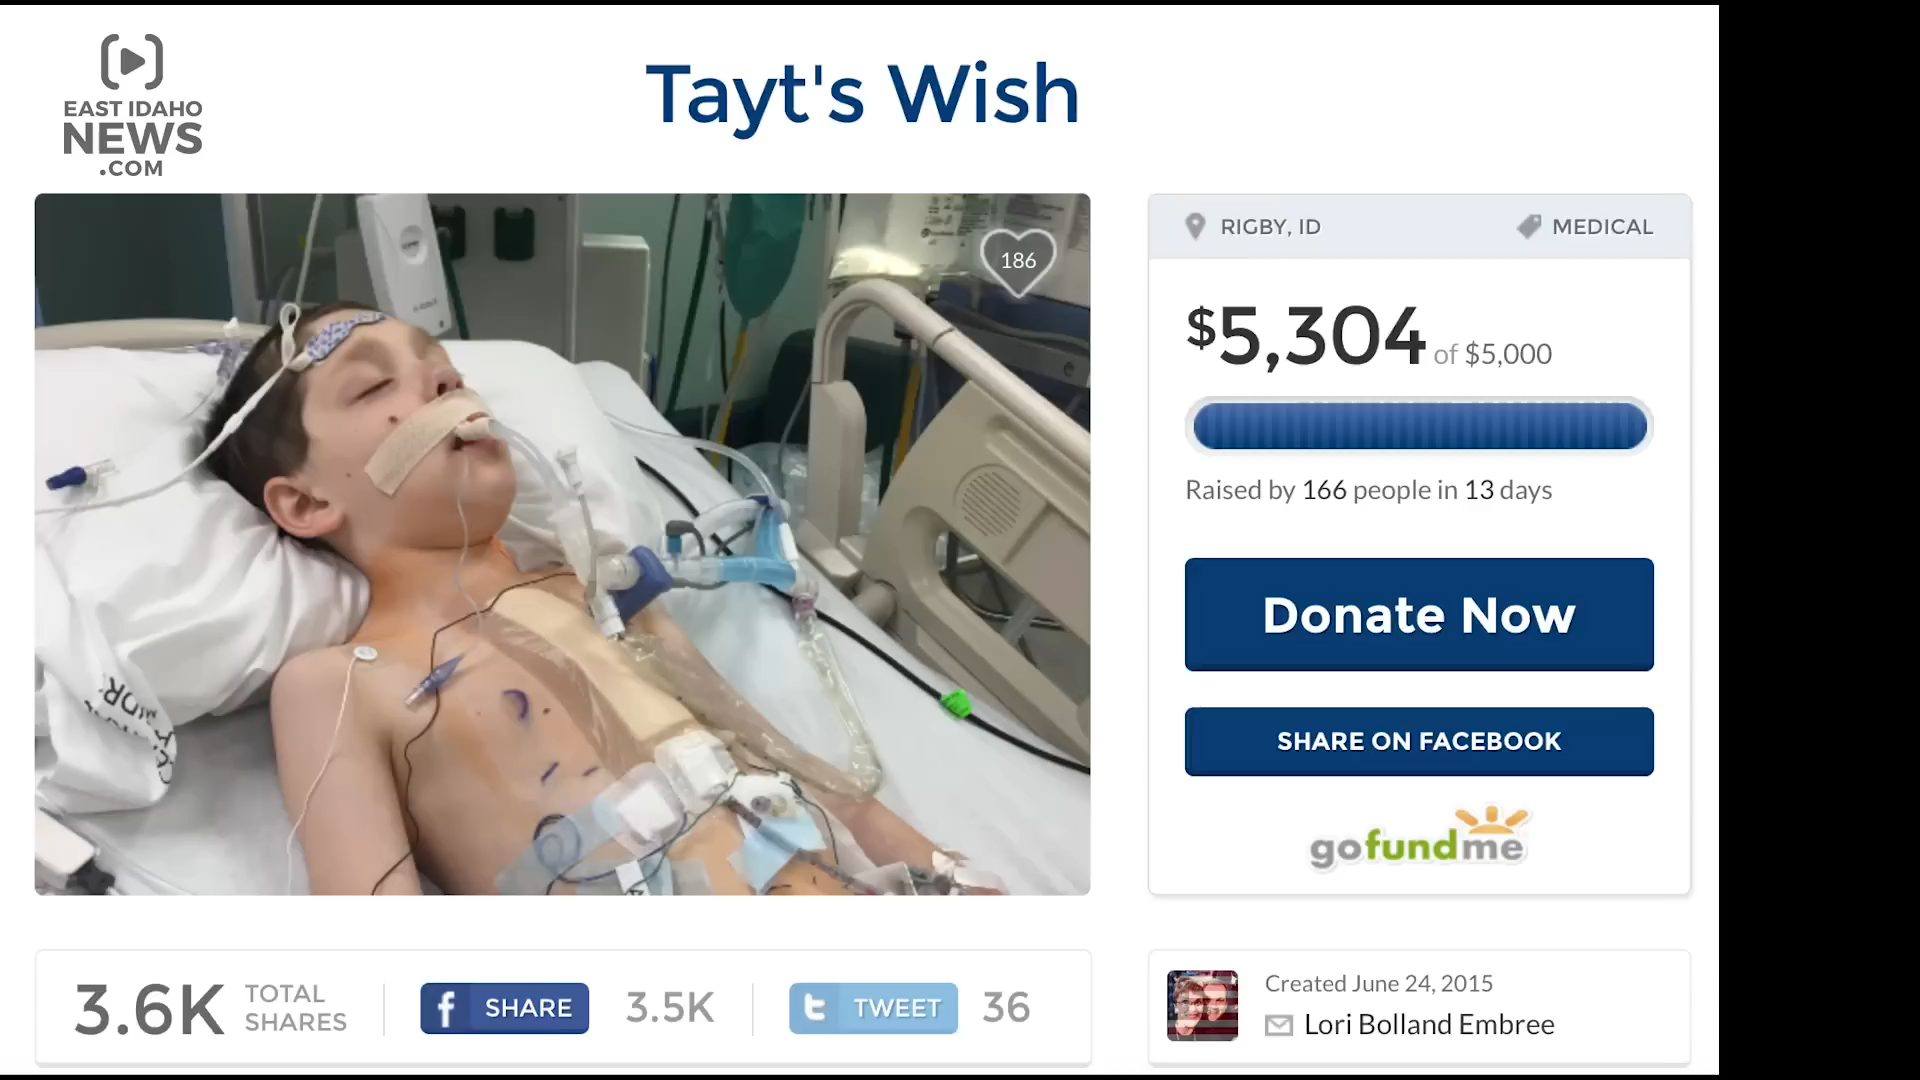 EAST IDAHO
NEWS
.COM
Tayt's Wish
186
RIGBY, ID
MEDICAL
$5,304 of $5,000
Raised by 166 people in 13 days
Donate Now
SHARE ON FACEBOOK
gofundme
3.6K TOTAL SHARES
f SHARE 3.5K
t TWEET 36
Created June 24, 2015
Lori Bolland Embree